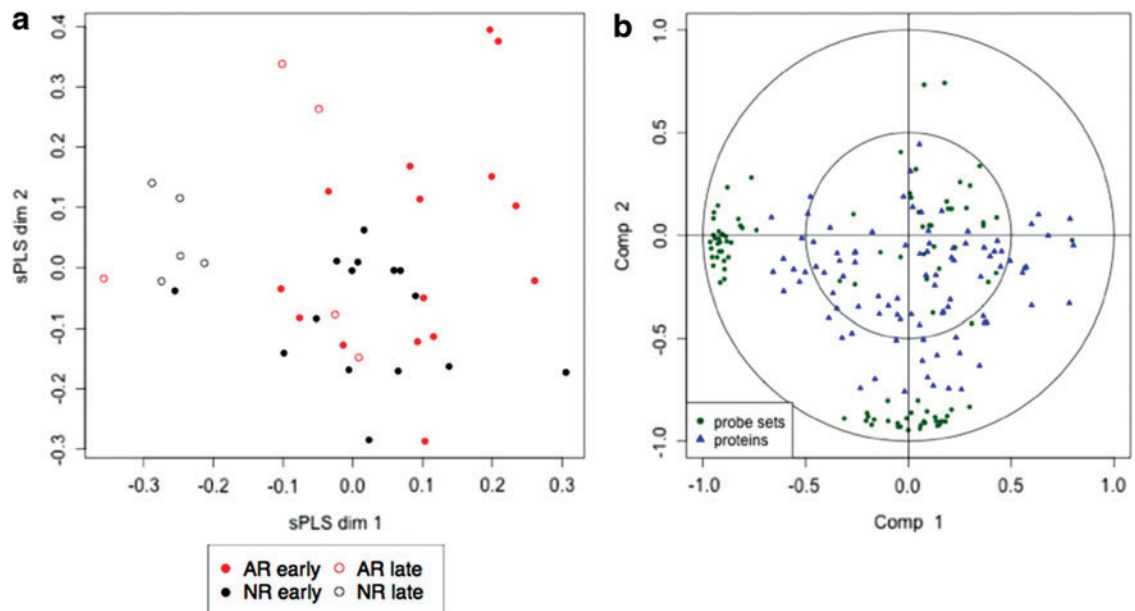 a
0.4
0.3
0.2
0.1
0.0
-0.1
-0.2
-0.3
sPLS dim 2
-0.3 -0.2 -0.1 0.0 0.1 0.2 0.3
sPLS dim 1
AR early AR late
NR early NR late
b
1.0
0.5
0.0
-0.5
-1.0
Comp 2
probe sets
proteins
-1.0 -0.5 0.0 0.5 1.0
Comp 1